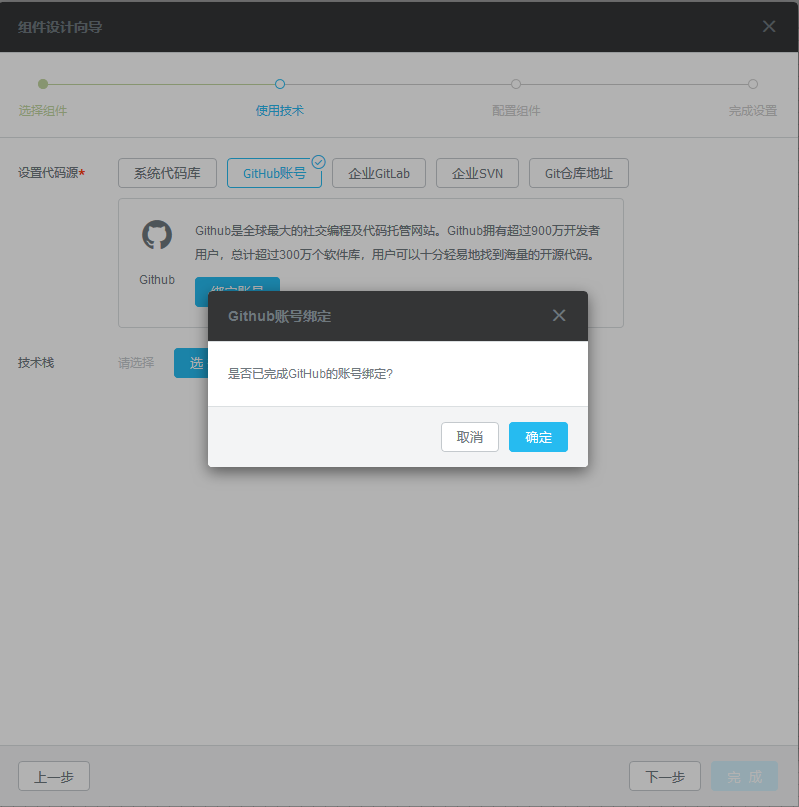 组件设计向导
选择组件
使用技术
配置组件
完成设置
设置代码源*
系统代码库
GitHub账号
企业GitLab
企业SVN
Git仓库地址
Github是全球最大的社交编程及代码托管网站。Github拥有超过900万开发者
用户，总计超过300万个软件库，用户可以十分轻易地找到海量的开源代码。
Github
绑定账号
Github账号绑定
是否已完成GitHub的账号绑定?
取消
确定
技术栈
请选择
选
上一步
下一步
完 成